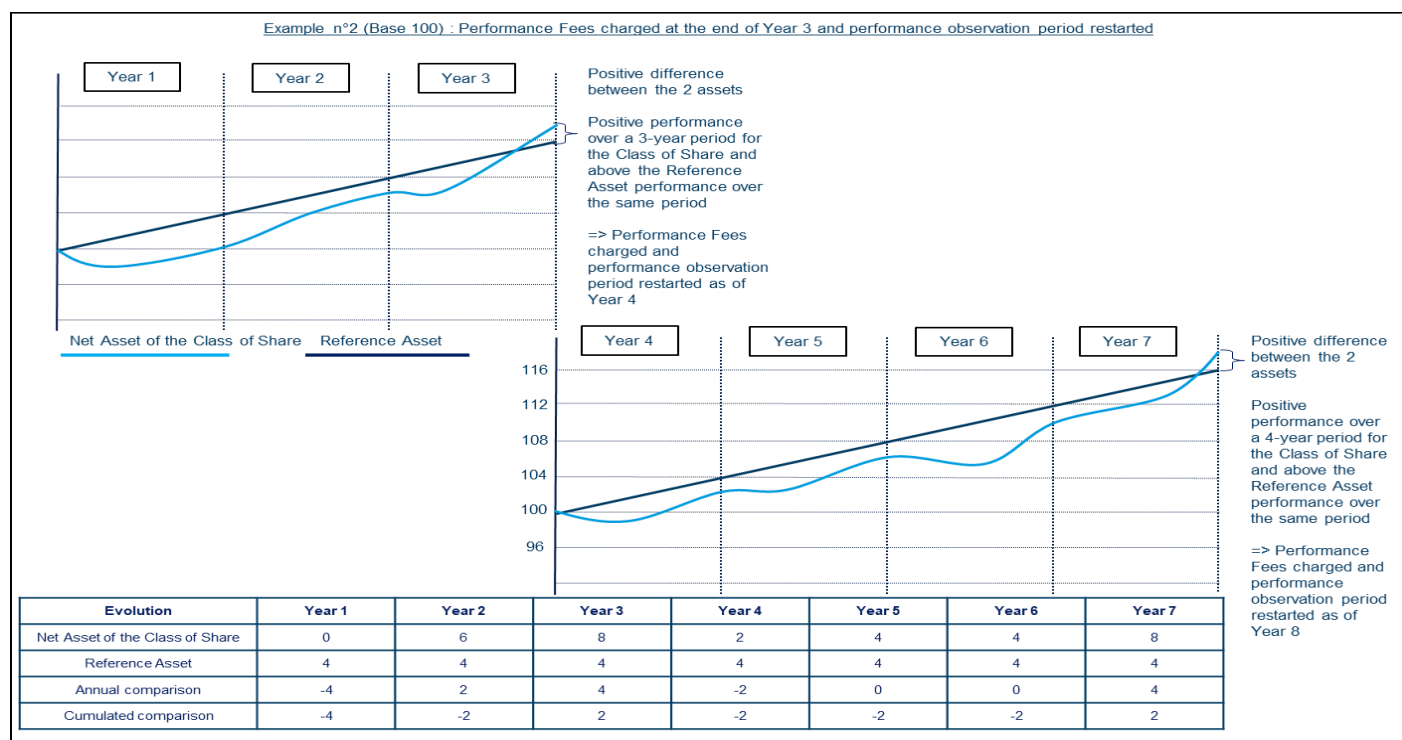 Example n°2 (Base 100) : Performance Fees charged at the end of Year 3 and performance observation period restarted
Year 1
Year 2
Year 3
Positive difference
between the 2 assets
Positive performance
over a 3-year period for
the Class of Share and
above the Reference
Asset performance over
the same period
=> Performance Fees
charged and
performance observation
period restarted as of
Year 4
Net Asset of the Class of Share
Reference Asset
Year 4
Year 5
Year 6
Year 7
116
112
108
104
100
96
Positive difference
between the 2
assets
Positive
performance over
a 4-year period for
the Class of Share
and above the
Reference Asset
performance over
the same period
=> Performance
Fees charged and
performance
observation period
restarted as of
Year 8
Evolution Year 1 Year 2 Year 3 Year 4 Year 5 Year 6 Year 7
Net Asset of the Class of Share 0 6 8 2 4 4 8
Reference Asset 4 4 4 4 4 4 4
Annual comparison -4 2 4 -2 0 0 4
Cumulated comparison -4 -2 2 -2 -2 -2 2